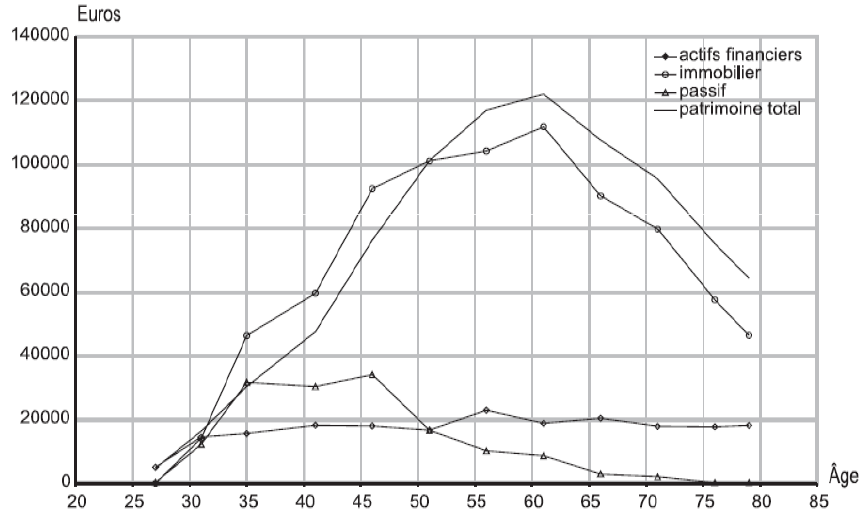 Euros
140000
120000
100000
80000
60000
40000
20000
0
actifs financiers
immobilier
passif
patrimoine total
20 25 30 35 40 45 50 55 60 65 70 75 80 85
Âge